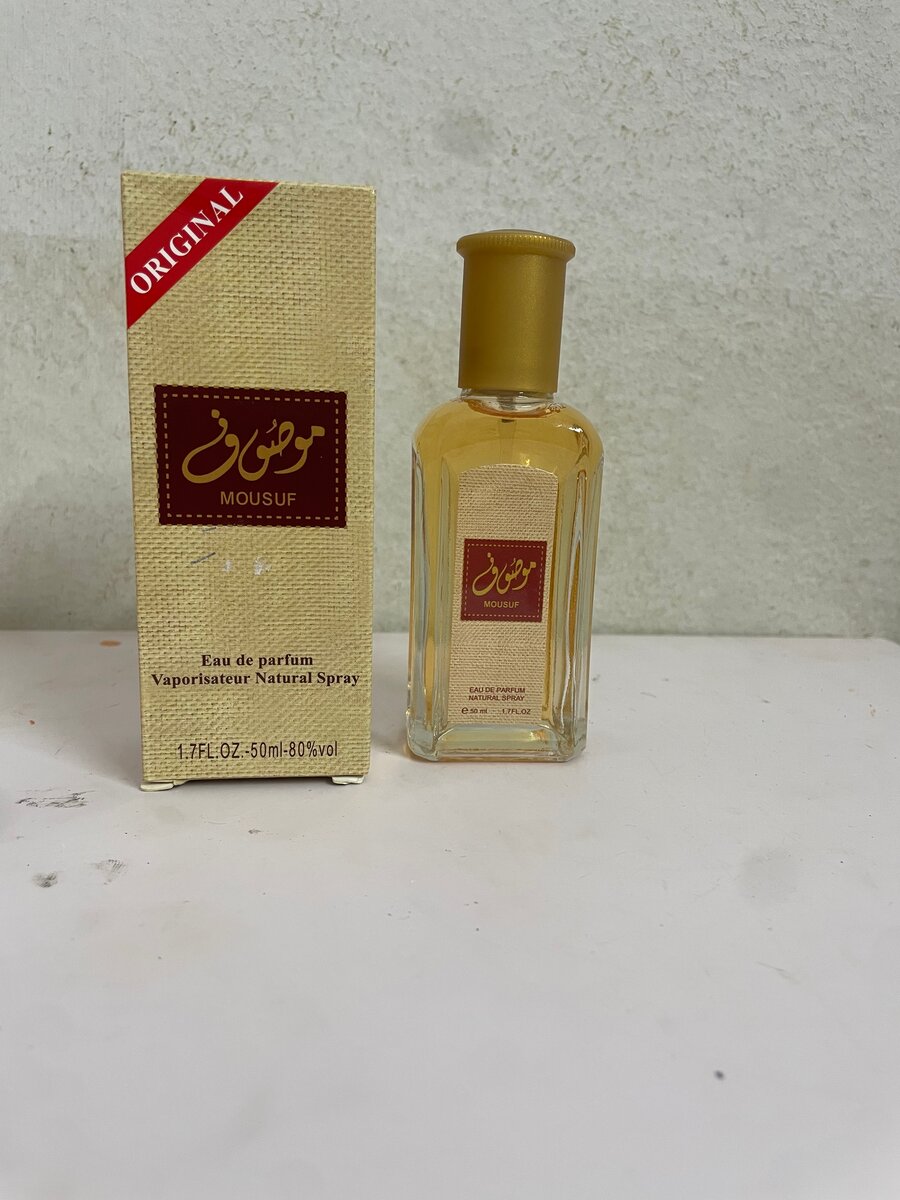 ORIGINAL
موصوف
MOUSUF
Eau de parfum
Vaporisateur Natural Spray
1.7FL.OZ.-50ml-80%vol
موصوف
MOUSUF
EAU DE PARFUM
NATURAL SPRAY
e 50 ml 1.7FL.OZ